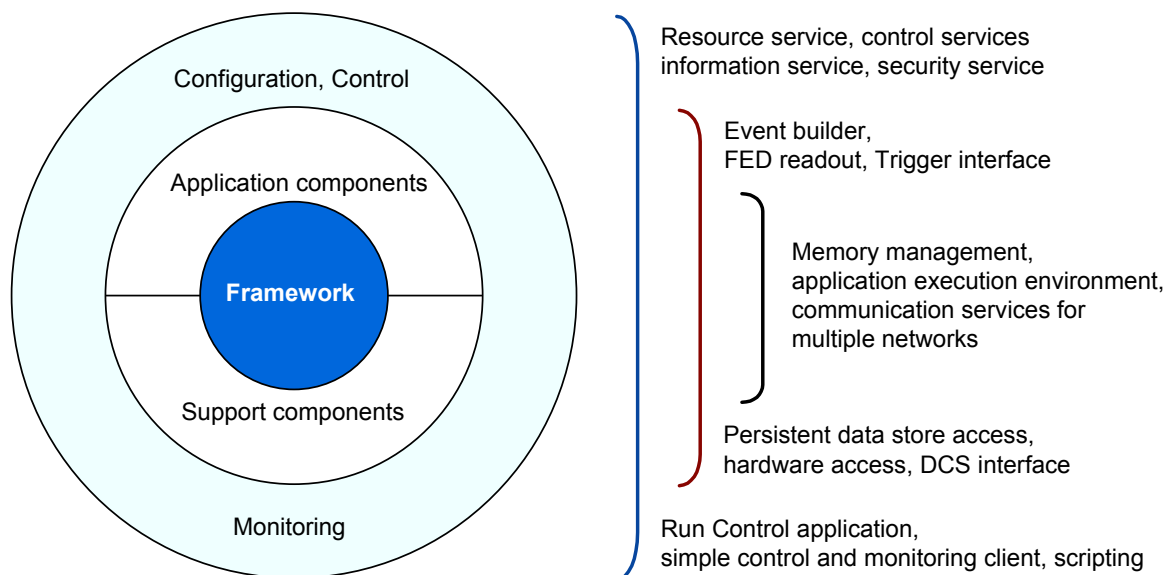 Configuration, Control
Application components
Framework
Support components
Monitoring
Resource service, control services
information service, security service
Event builder,
FED readout, Trigger interface
Memory management,
application execution environment,
communication services for
multiple networks
Persistent data store access,
hardware access, DCS interface
Run Control application,
simple control and monitoring client, scripting